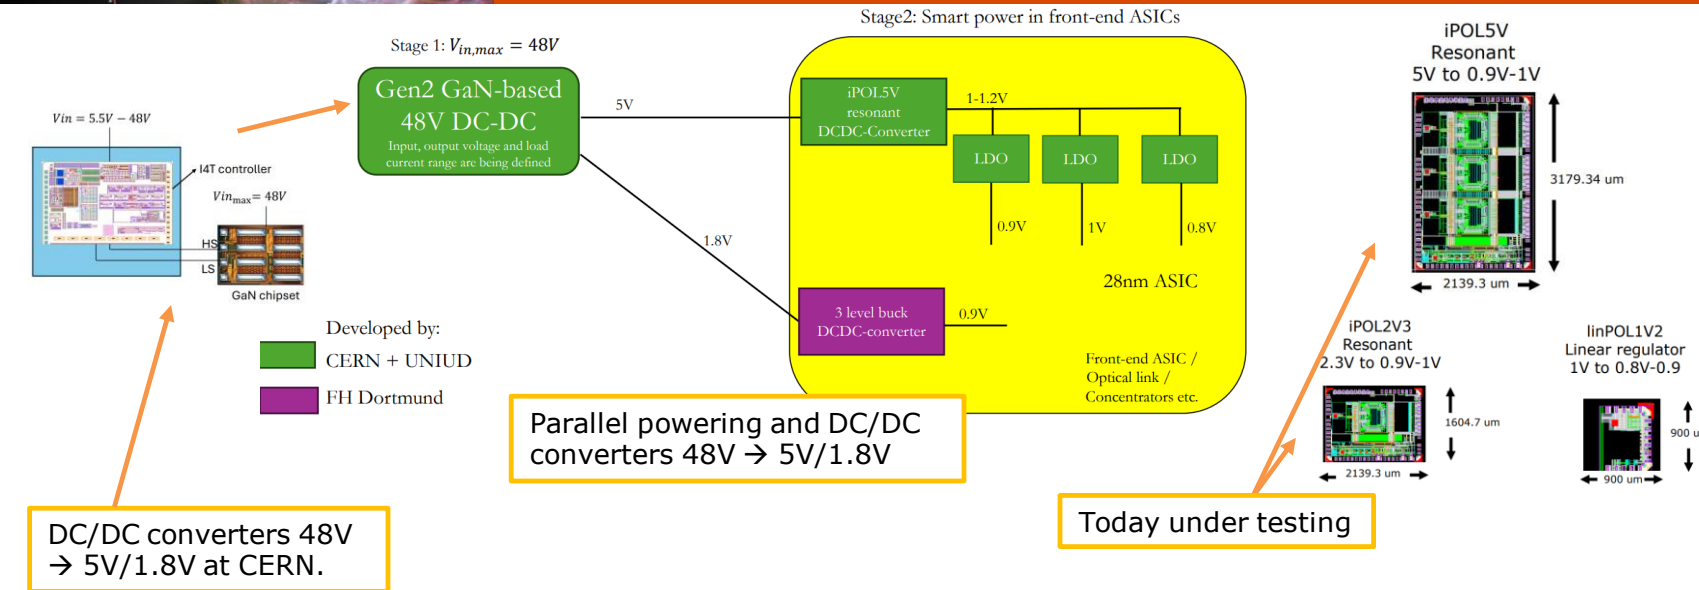 Stage2: Smart power in front-end ASICs
Stage 1: V_in,max = 48V
Gen2 GaN-based
48V DC-DC
Input, output voltage and load
current range are being defined
5V
1.8V
iPOL5V
resonant
DCDC-Converter
1-1.2V
LDO
LDO
LDO
0.9V
1V
0.8V
28nm ASIC
3 level buck
DCDC-converter
0.9V
Front-end ASIC /
Optical link /
Concentrators etc.
Vin = 5.5V − 48V
I4T controller
Vin_max = 48V
HS
LS
GaN chipset
Developed by:
CERN + UNIUD
FH Dortmund
Parallel powering and DC/DC
converters 48V → 5V/1.8V
DC/DC converters 48V
→ 5V/1.8V at CERN.
Today under testing
iPOL5V
Resonant
5V to 0.9V-1V
3179.34 um
2139.3 um
iPOL2V3
Resonant
2.3V to 0.9V-1V
1604.7 um
2139.3 um
linPOL1V2
Linear regulator
1V to 0.8V-0.9
900 u
900 um